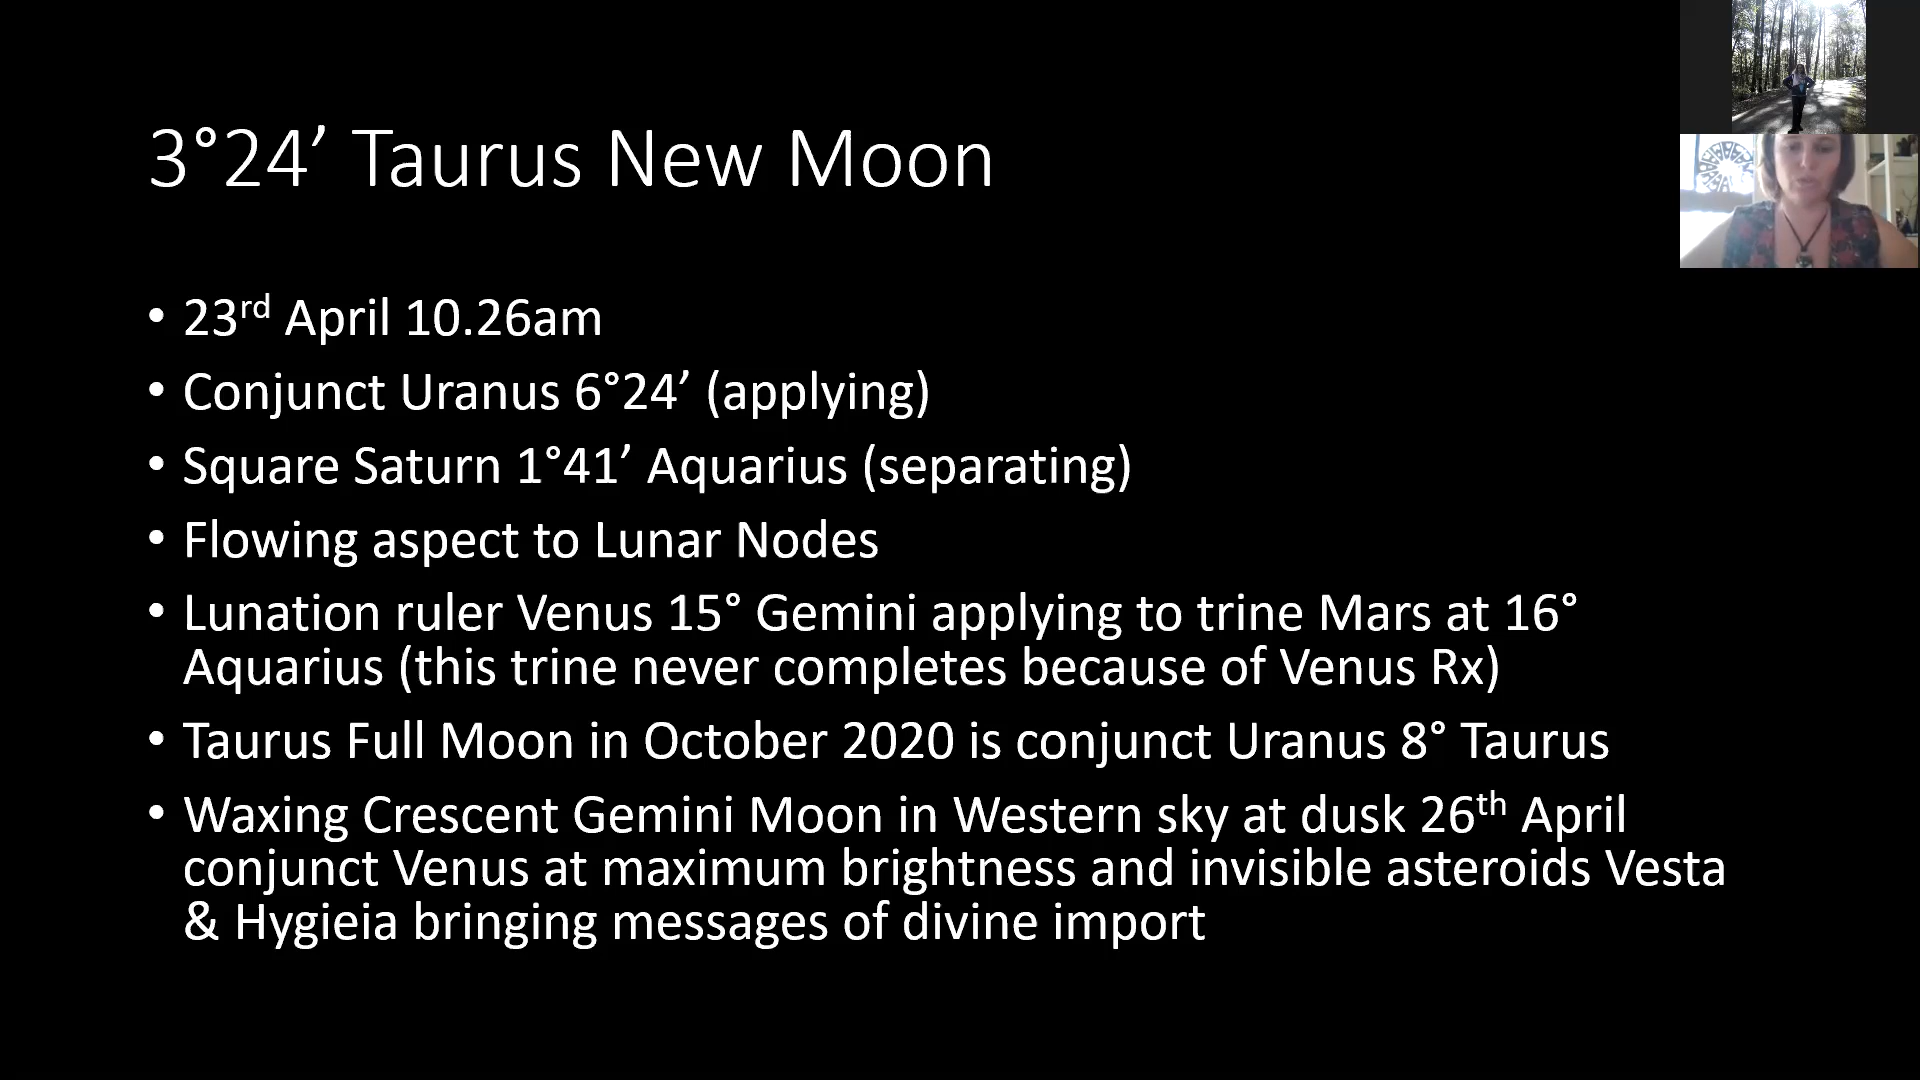 3°24’ Taurus New Moon
• 23rd April 10.26am
• Conjunct Uranus 6°24’ (applying)
• Square Saturn 1°41’ Aquarius (separating)
• Flowing aspect to Lunar Nodes
• Lunation ruler Venus 15° Gemini applying to trine Mars at 16°
Aquarius (this trine never completes because of Venus Rx)
• Taurus Full Moon in October 2020 is conjunct Uranus 8° Taurus
• Waxing Crescent Gemini Moon in Western sky at dusk 26th April
conjunct Venus at maximum brightness and invisible asteroids Vesta
& Hygieia bringing messages of divine import